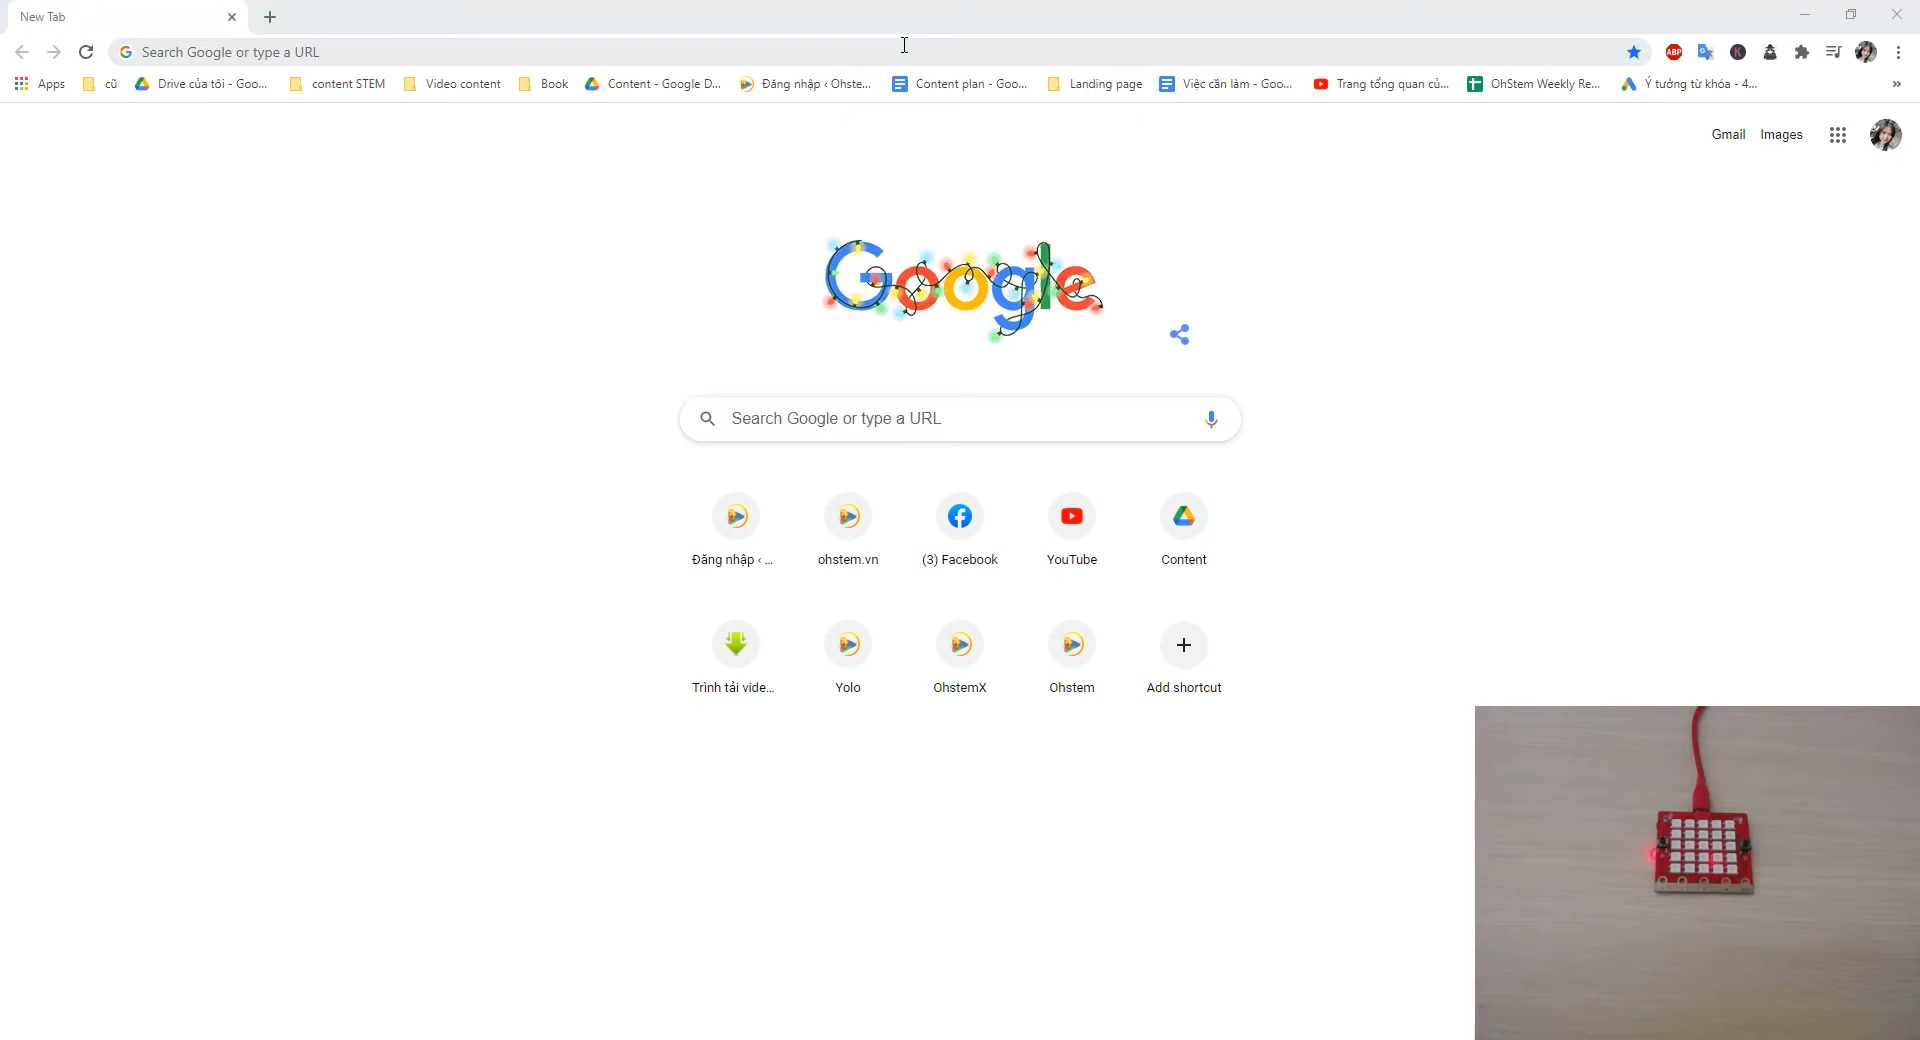 New Tab
Search Google or type a URL
ABP
Apps cũ Drive của tôi - Goo... content STEM Video content Book Content - Google D... Đăng nhập ‹ Ohste... Content plan - Goo... Landing page Việc cần làm - Goo... Trang tổng quan củ... OhStem Weekly Re... Ý tưởng từ khóa - 4... »
Gmail Images
Google
Search Google or type a URL
Đăng nhập ‹ ... ohstem.vn (3) Facebook YouTube Content
Trình tải vide... Yolo OhstemX Ohstem Add shortcut